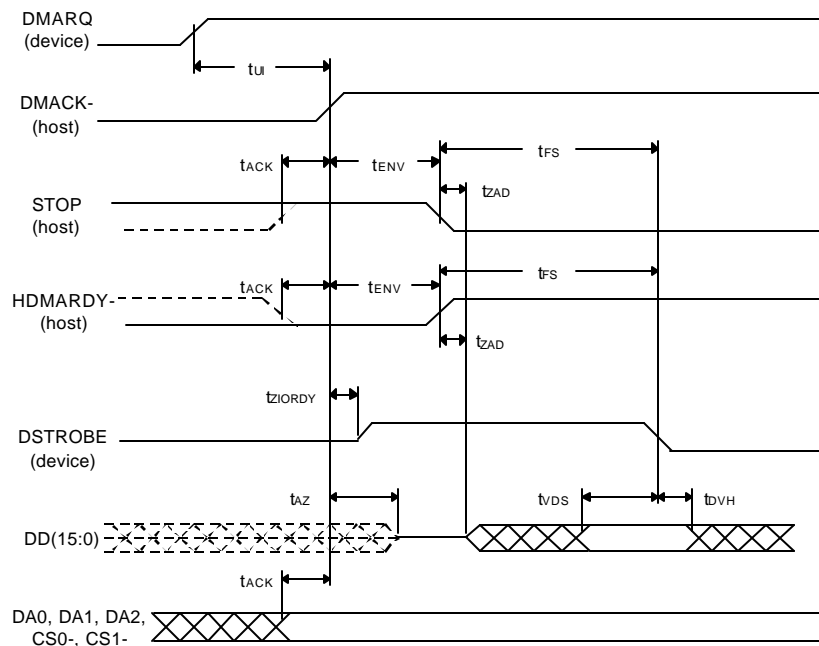 DMARQ
(device)
tUI
DMACK-
(host)
tACK
tENV
tFS
tZAD
STOP
(host)
tACK
tENV
tFS
HDMARDY-
(host)
tZAD
tZIORDY
DSTROBE
(device)
tAZ
tVDS
tDVH
DD(15:0)
tACK
DA0, DA1, DA2,
CS0-, CS1-